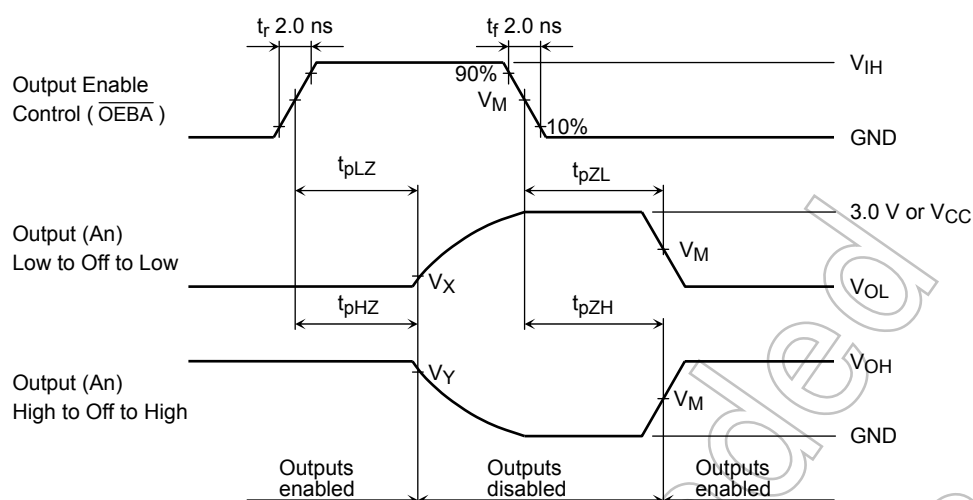 tr 2.0 ns
tf 2.0 ns
Output Enable
Control ( OEBA )
90%
VM
10%
VIH
GND
tpLZ
tpZL
Output (An)
Low to Off to Low
3.0 V or VCC
VM
VX
VOL
tpHZ
tpZH
Output (An)
High to Off to High
VY
VOH
VM
GND
Outputs
enabled
Outputs
disabled
Outputs
enabled